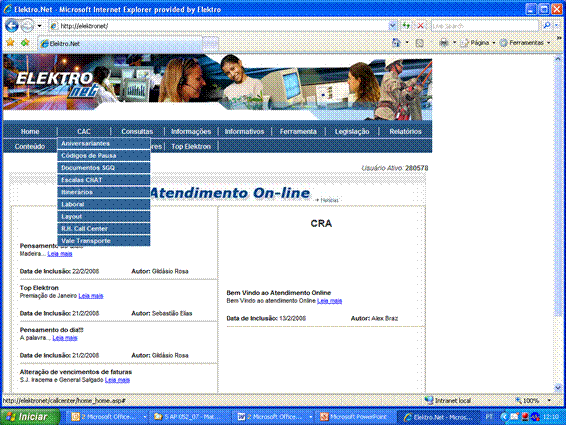 Elektro.Net - Microsoft Internet Explorer provided by Elektro
http://elektronet/
Live Search
Elektro.Net
Página
Ferramentas
ELEKTRO
net
Home CAC Consultas Informações Informativos Ferramenta Legislação Relatórios
Conteúdo res Top Elektron
Aniversariantes
Códigos de Pausa
Documentos SGQ
Escalas CHAT
Itinerários
Laboral
Layout
R.H. Call Center
Vale Transporte
Usuário Ativo: 280578
Atendimento On-line
Notícias
CRA
Pensamento
Madeira... Leia mais
Data de Inclusão: 22/2/2008 Autor: Gildásio Rosa
Top Elektron
Premiação de Janeiro Leia mais
Data de Inclusão: 21/2/2008 Autor: Sebastião Elias
Pensamento do dia!!!
A palavra... Leia mais
Data de Inclusão: 21/2/2008 Autor: Gildásio Rosa
Alteração de vencimentos de faturas
S.J. Iracema e General Salgado Leia mais
Bem Vindo ao Atendimento Online
Bem Vindo ao atendimento Online Leia mais
Data de Inclusão: 13/2/2008 Autor: Alex Braz
http://elektronet/callcenter/home_home.asp#
Intranet local
100%
Iniciar
2 Microsoft Office...
S AP 052_07 - Mai...
2 Microsoft Office...
Microsoft PowerPoint
Elektro.Net - Micros...
PT
12:10